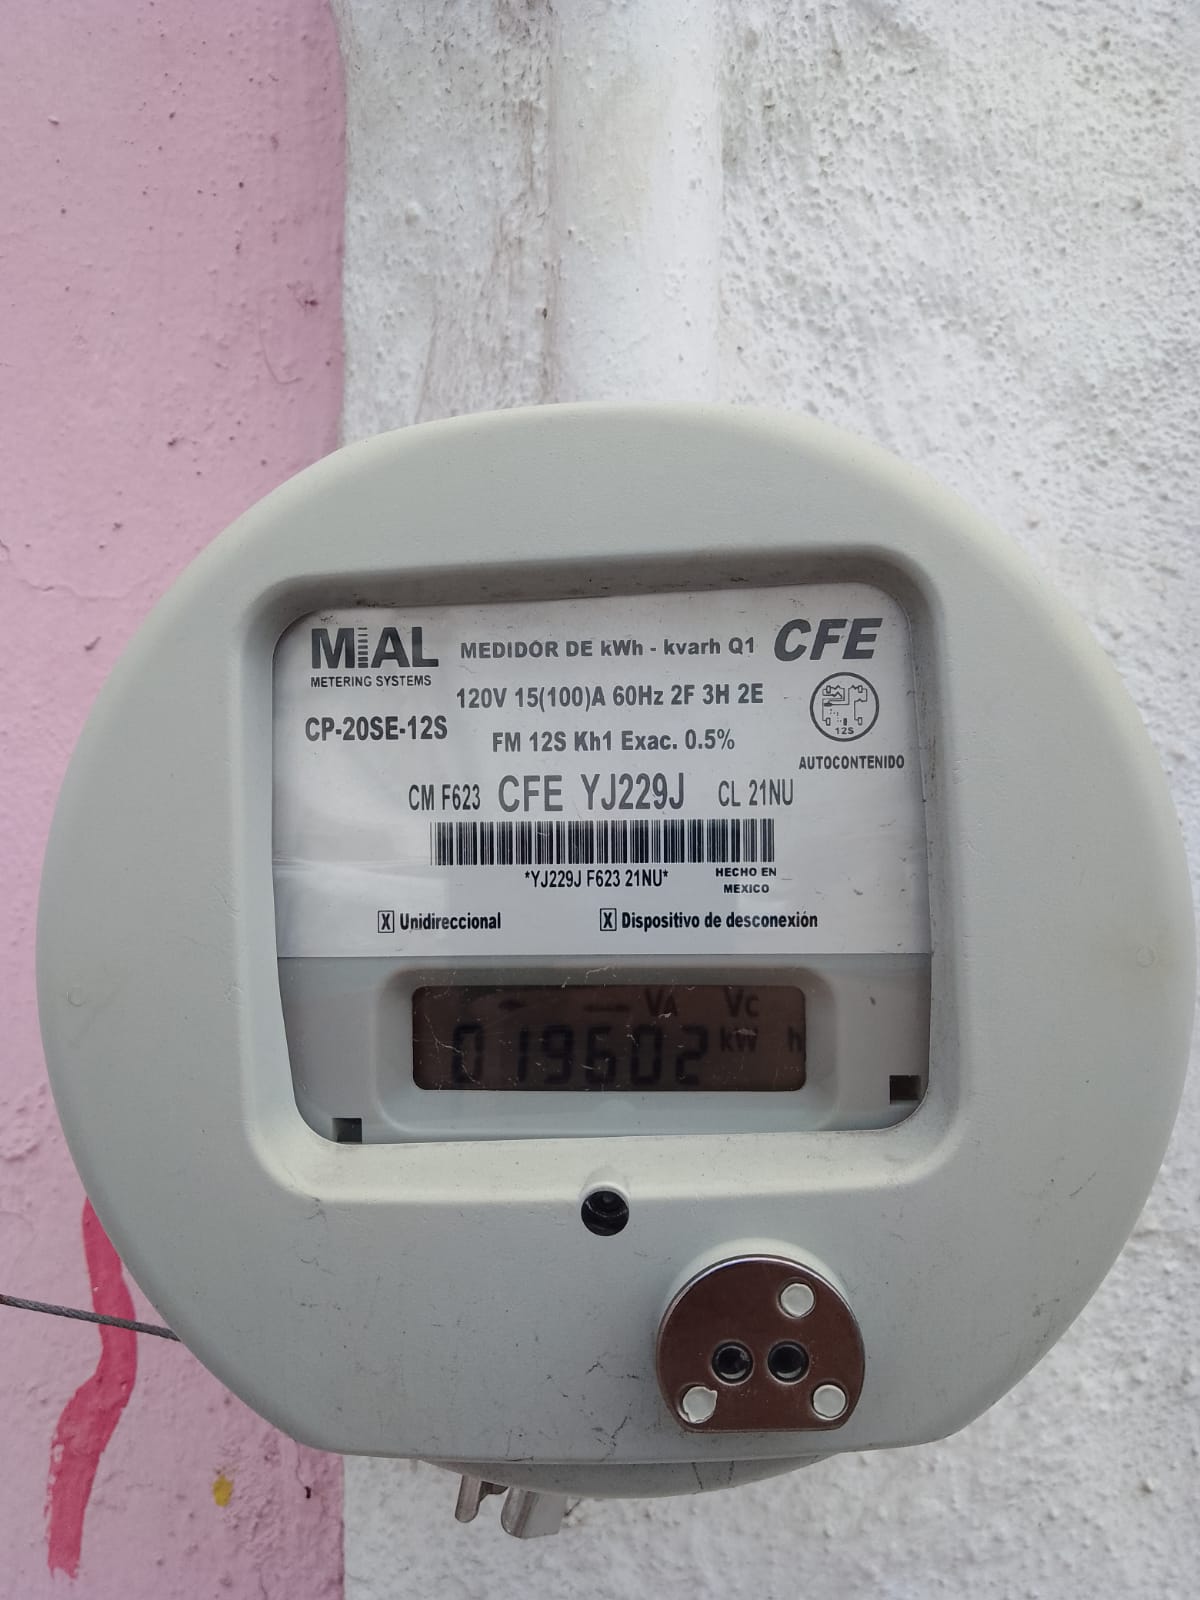 MIAL
METERING SYSTEMS
MEDIDOR DE kWh - kvarh Q1
CFE
120V 15(100)A 60Hz 2F 3H 2E
CP-20SE-12S
FM 12S Kh1 Exac. 0.5%
12S
AUTOCONTENIDO
CM F623 CFE YJ229J CL 21NU
*YJ229J F623 21NU*
HECHO EN
MEXICO
X Unidireccional
X Dispositivo de desconexión
VA Vc
019602 kW h